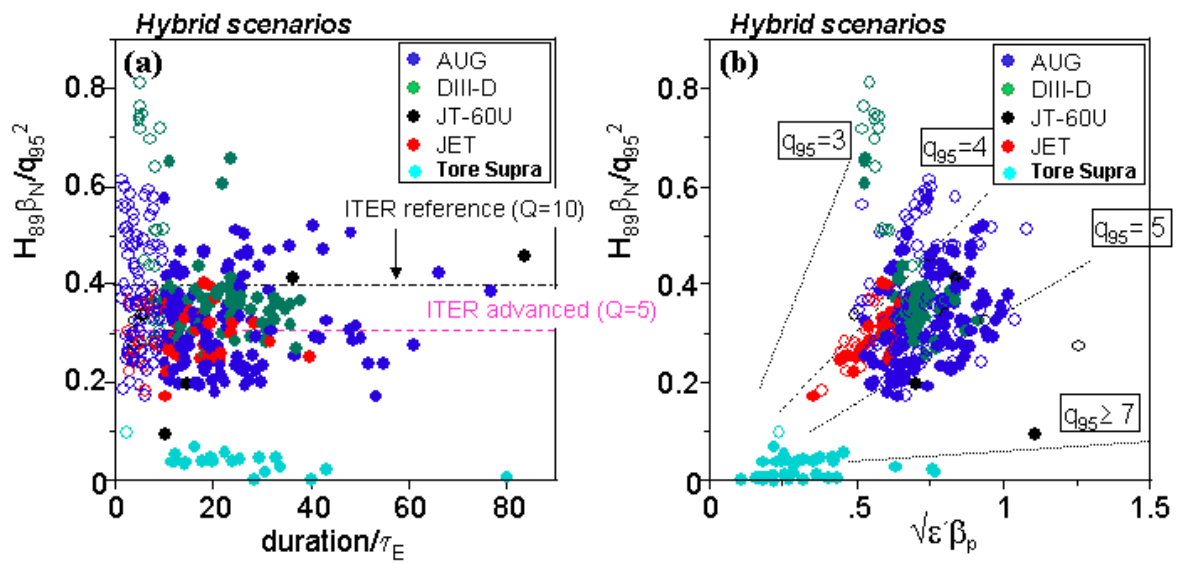 Hybrid scenarios
(a)
AUG
DIII-D
JT-60U
JET
Tore Supra
ITER reference (Q=10)
ITER advanced (Q=5)
H89βN/q95²
0.8
0.6
0.4
0.2
0
0 20 40 60 80
duration/τE
Hybrid scenarios
(b)
AUG
DIII-D
JT-60U
JET
Tore Supra
q95=3
q95=4
q95= 5
q95≥ 7
H89βN/q95²
0.8
0.6
0.4
0.2
0
0 .5 1 1.5
√ε βp